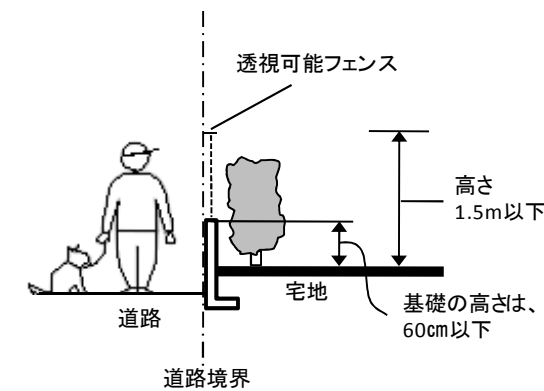 透視可能フェンス
高さ
1.5m以下
宅地
基礎の高さは、
60㎝以下
道路
道路境界